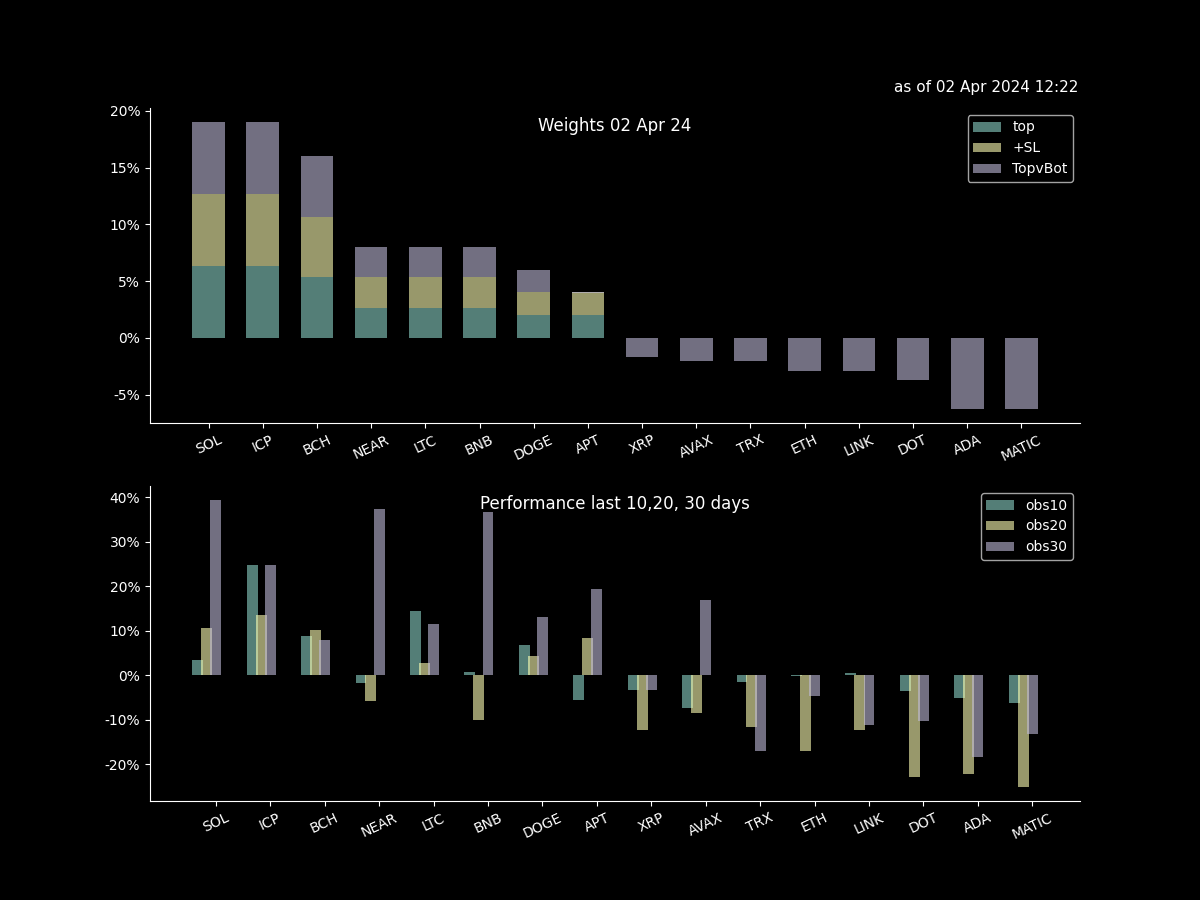 as of 02 Apr 2024 12:22
Weights 02 Apr 24
top
+SL
TopvBot
20%
15%
10%
5%
0%
-5%
SOL ICP BCH NEAR LTC BNB DOGE APT XRP AVAX TRX ETH LINK DOT ADA MATIC
Performance last 10,20, 30 days
obs10
obs20
obs30
40%
30%
20%
10%
0%
-10%
-20%
SOL ICP BCH NEAR LTC BNB DOGE APT XRP AVAX TRX ETH LINK DOT ADA MATIC